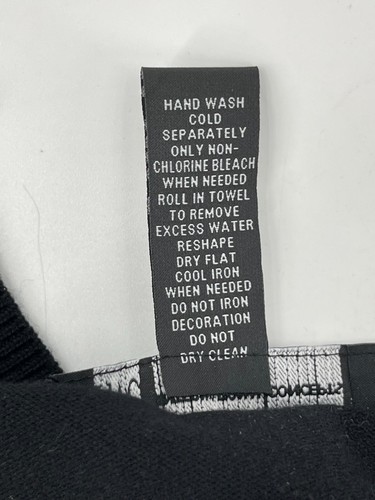 HAND WASH
COLD
SEPARATELY
ONLY NON-
CHLORINE BLEACH
WHEN NEEDED
ROLL IN TOWEL
TO REMOVE
EXCESS WATER
RESHAPE
DRY FLAT
COOL IRON
WHEN NEEDED
DO NOT IRON
DECORATION
DO NOT
DRY CLEAN